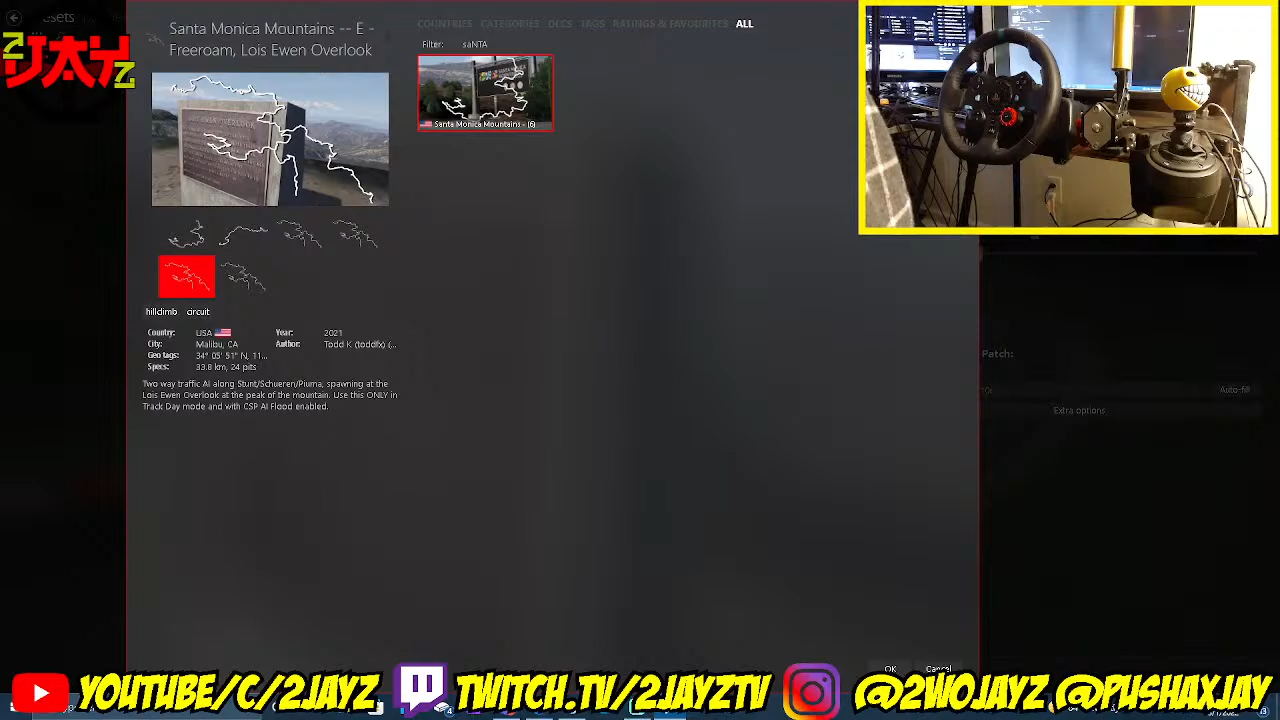 COUNTRIES CATEGORIES DLCS TAGS RATINGS & FAVOURITES ALL
Filter: saNTA
Freeroam Ewen Overlook
Santa Monica Mountains - (6)
hillclimb circuit
Country: USA Year: 2021
City: Malibu, CA Author: Todd K (toddfx) (...
Geo tags: 34° 05' 51" N, 11...
Specs: 33.8 km, 24 pits
Two way traffic AI along Stunt/Schueren/Piuma, spawning at the
Lois Ewen Overlook at the peak of the mountain. Use this ONLY in
Track Day mode and with CSP AI Flood enabled.
Patch:
Auto-fill
Extra options
OK Cancel
2JAYZ
YOUTUBE/C/2JAYZ TWITCH.TV/2JAYZTV @2WOJAYZ @PUSHAXJAY